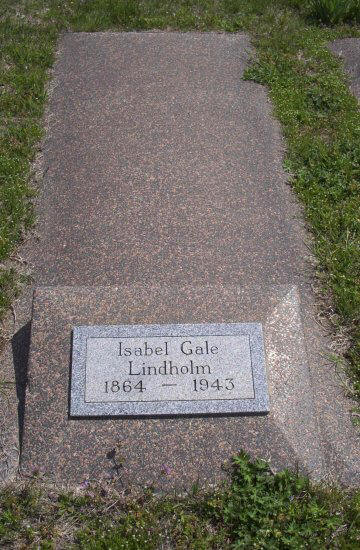 Isabel Gale
Lindholm
1864 — 1943